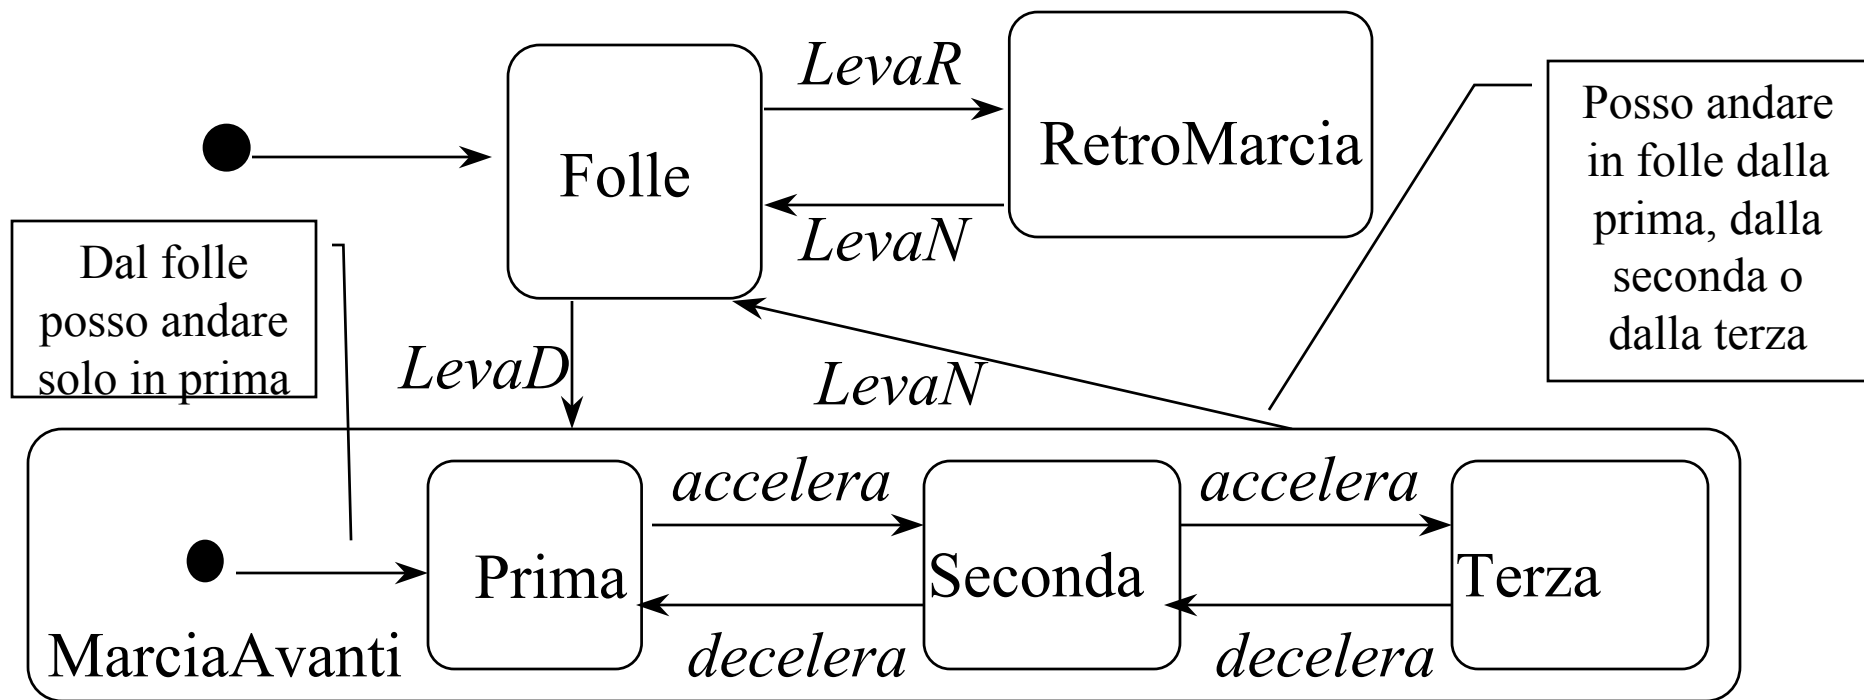 LevaR
Folle
RetroMarcia
LevaN
Posso andare
in folle dalla
prima, dalla
seconda o
dalla terza
Dal folle
posso andare
solo in prima
LevaD
LevaN
accelera
accelera
Prima
Seconda
Terza
MarciaAvanti
decelera
decelera